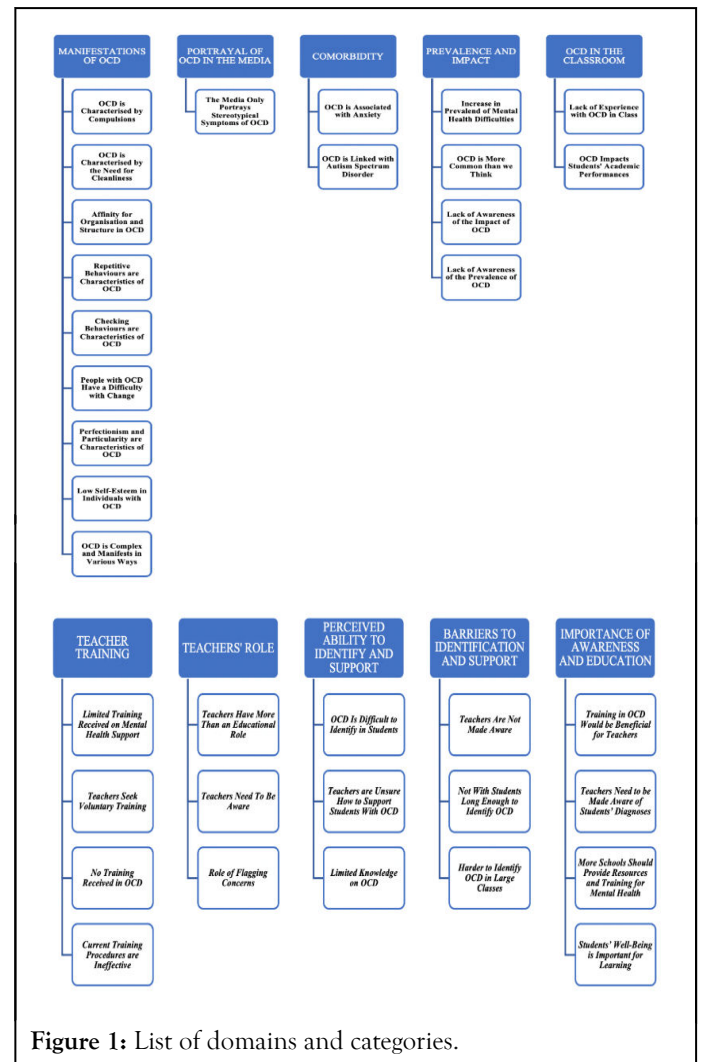 MANIFESTATIONS
OF OCD
OCD is
Characterised by
Compulsions
OCD is
Characterised by
the Need for
Cleanliness
Affinity for
Organisation and
Structure in OCD
Repetitive
Behaviours are
Characteristics of
OCD
Checking
Behaviours are
Characteristics of
OCD
People with OCD
Have a Difficulty
with Change
Perfectionism and
Particularity are
Characteristics of
OCD
Low Self-Esteem in
Individuals with
OCD
OCD is Complex
and Manifests in
Various Ways
PORTRAYAL OF
OCD IN THE MEDIA
The Media Only
Portrays
Stereotypical
Symptoms of OCD
COMORBIDITY
OCD is Associated
with Anxiety
OCD is Linked with
Autism Spectrum
Disorder
PREVALENCE AND
IMPACT
Increase in
Prevalend of Mental
Health Difficulties
OCD is More
Common than we
Think
Lack of Awareness
of the Impact of
OCD
Lack of Awareness
of the Prevalence of
OCD
OCD IN THE
CLASSROOM
Lack of Experience
with OCD in Class
OCD Impacts
Students' Academic
Performances
TEACHER
TRAINING
Limited Training
Received on Mental
Health Support
Teachers Seek
Voluntary Training
No Training
Received in OCD
Current Training
Procedures are
Ineffective
TEACHERS' ROLE
Teachers Have More
Than an Educational
Role
Teachers Need To Be
Aware
Role of Flagging
Concerns
PERCEIVED
ABILITY TO
IDENTIFY AND
SUPPORT
OCD Is Difficult to
Identify in Students
Teachers are Unsure
How to Support
Students With OCD
Limited Knowledge
on OCD
BARRIERS TO
IDENTIFICATION
AND SUPPORT
Teachers Are Not
Made Aware
Not With Students
Long Enough to
Identify OCD
Harder to Identify
OCD in Large
Classes
IMPORTANCE OF
AWARENESS
AND EDUCATION
Training in OCD
Would be Beneficial
for Teachers
Teachers Need to be
Made Aware of
Students' Diagnoses
More Schools Should
Provide Resources
and Training for
Mental Health
Students' Well-Being
is Important for
Learning
Figure 1: List of domains and categories.